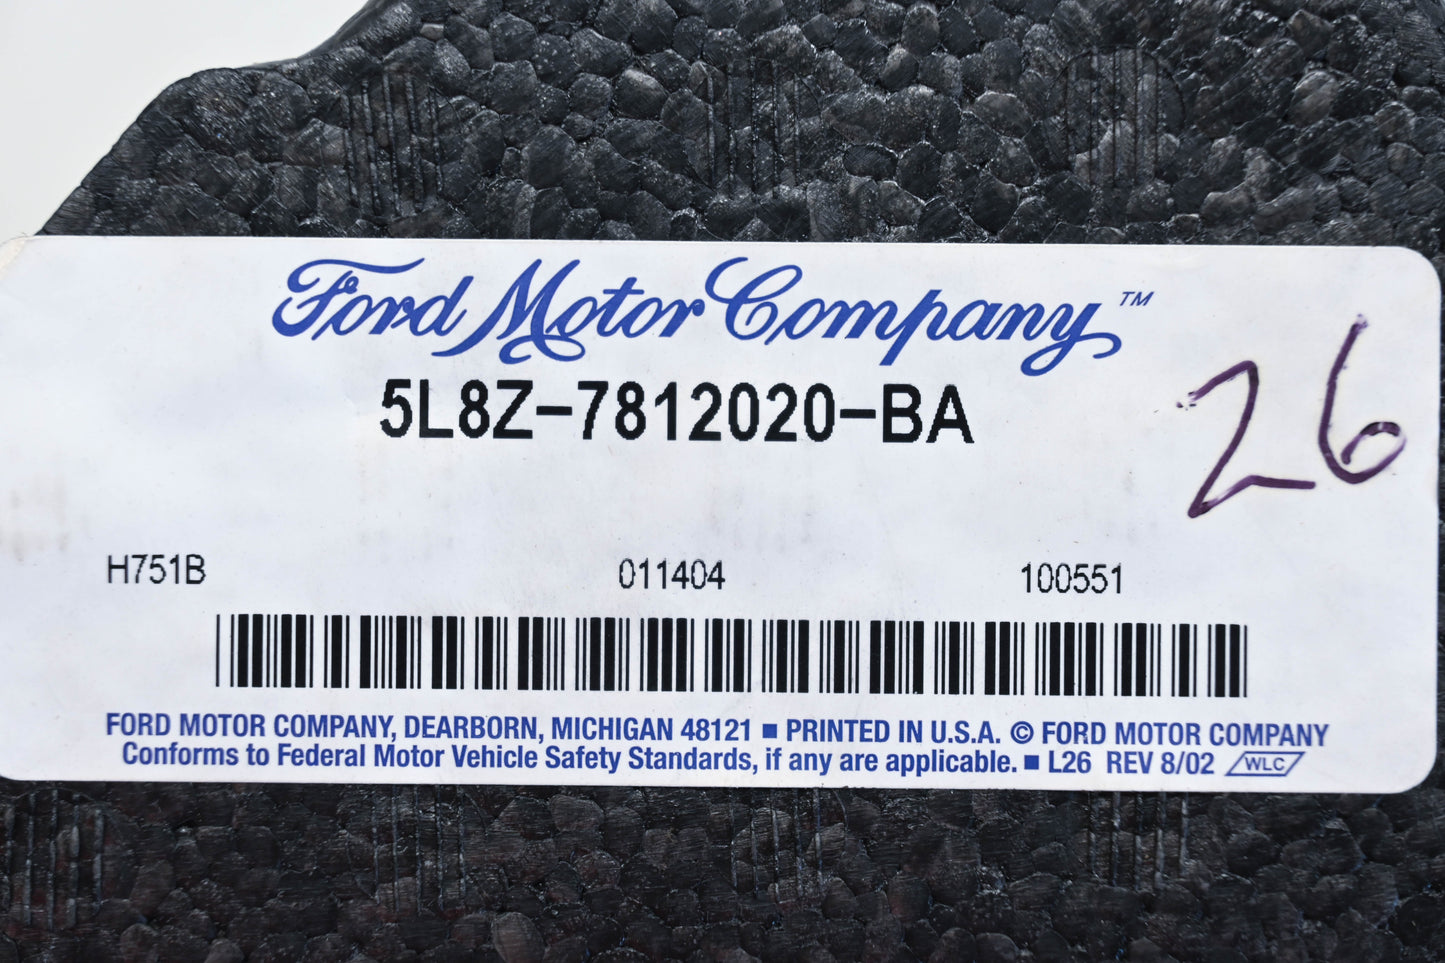 Ford Motor Company™
5L8Z-7812020-BA
26
H751B 011404 100551
FORD MOTOR COMPANY, DEARBORN, MICHIGAN 48121 ■ PRINTED IN U.S.A. © FORD MOTOR COMPANY
Conforms to Federal Motor Vehicle Safety Standards, if any are applicable. ■ L26 REV 8/02 WLC